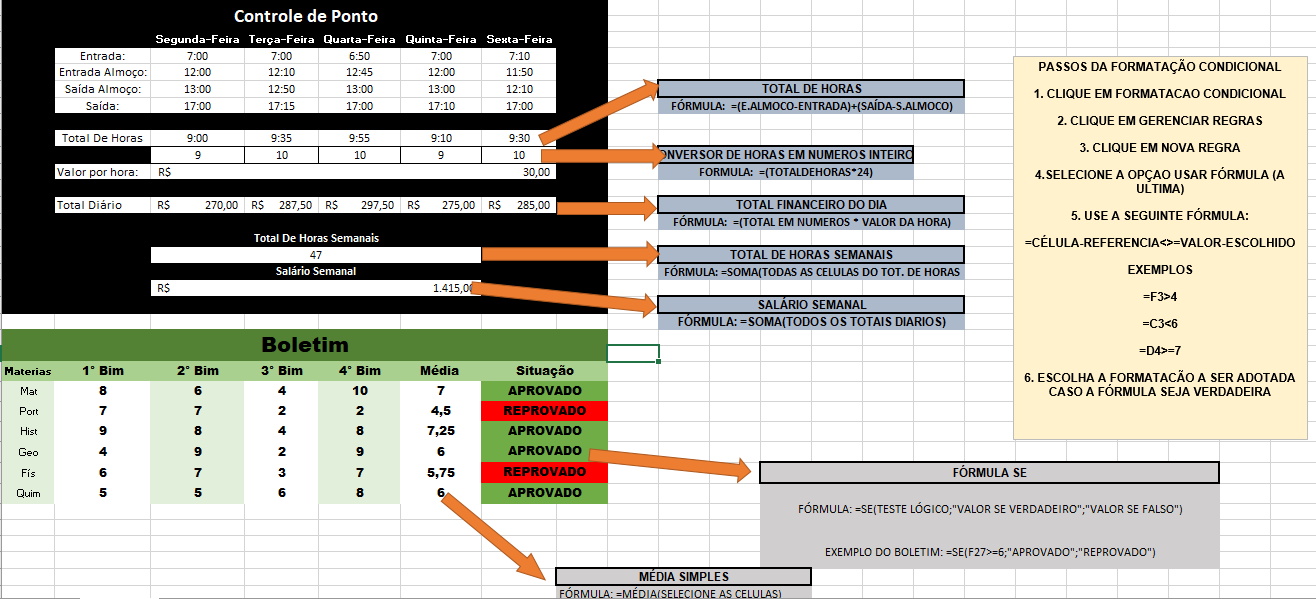 Controle de Ponto
Segunda-Feira Terça-Feira Quarta-Feira Quinta-Feira Sexta-Feira
Entrada: 7:00 7:00 6:50 7:00 7:10
Entrada Almoço: 12:00 12:10 12:45 12:00 11:50
Saída Almoço: 13:00 12:50 13:00 13:00 12:10
Saída: 17:00 17:15 17:00 17:10 17:00
Total De Horas 9:00 9:35 9:55 9:10 9:30
9 10 10 9 10
Valor por hora: R$ 30,00
Total Diário R$ 270,00 R$ 287,50 R$ 297,50 R$ 275,00 R$ 285,00
Total De Horas Semanais
47
Salário Semanal
R$ 1.415,00
TOTAL DE HORAS
FÓRMULA: =(E.ALMOCO-ENTRADA)+(SAÍDA-S.ALMOCO)
ONVERSOR DE HORAS EM NUMEROS INTEIRO
FORMULA: =(TOTALDEHORAS*24)
TOTAL FINANCEIRO DO DIA
FÓRMULA: =(TOTAL EM NUMEROS * VALOR DA HORA)
TOTAL DE HORAS SEMANAIS
FÓRMULA: =SOMA(TODAS AS CELULAS DO TOT. DE HORAS
SALÁRIO SEMANAL
FÓRMULA: =SOMA(TODOS OS TOTAIS DIARIOS)
PASSOS DA FORMATAÇÃO CONDICIONAL
1. CLIQUE EM FORMATACAO CONDICIONAL
2. CLIQUE EM GERENCIAR REGRAS
3. CLIQUE EM NOVA REGRA
4.SELECIONE A OPÇAO USAR FÓRMULA (A
ULTIMA)
5. USE A SEGUINTE FÓRMULA:
=CÉLULA-REFERENCIA<>=VALOR-ESCOLHIDO
EXEMPLOS
=F3>4
=C3<6
=D4>=7
6. ESCOLHA A FORMATACÃO A SER ADOTADA
CASO A FÓRMULA SEJA VERDADEIRA
Boletim
Materias 1° Bim 2° Bim 3° Bim 4° Bim Média Situação
Mat 8 6 4 10 7 APROVADO
Port 7 7 2 2 4,5 REPROVADO
Hist 9 8 4 8 7,25 APROVADO
Geo 4 9 2 9 6 APROVADO
Fís 6 7 3 7 5,75 REPROVADO
Quim 5 5 6 8 6 APROVADO
FÓRMULA SE
FÓRMULA: =SE(TESTE LÓGICO;"VALOR SE VERDADEIRO";"VALOR SE FALSO")
EXEMPLO DO BOLETIM: =SE(F27>=6;"APROVADO";"REPROVADO")
MÉDIA SIMPLES
FÓRMULA: =MÉDIA(SELECIONE AS CELULAS)